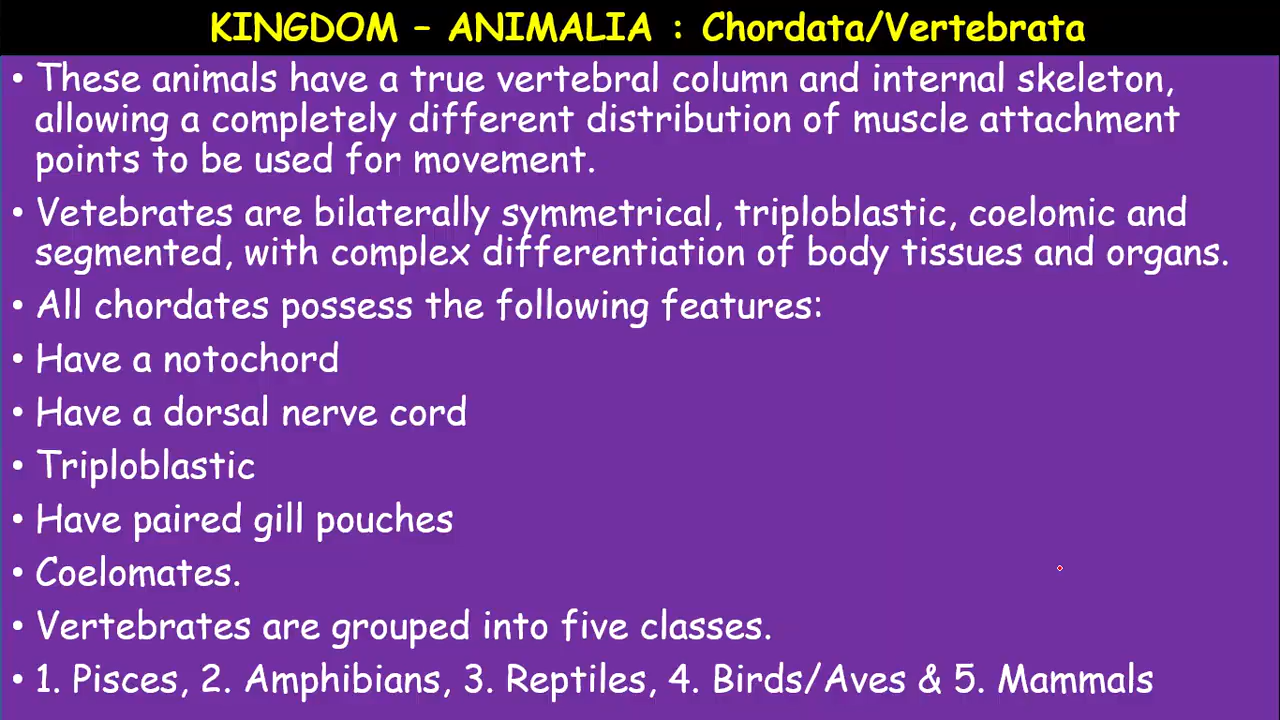 KINGDOM – ANIMALIA : Chordata/Vertebrata
• These animals have a true vertebral column and internal skeleton,
allowing a completely different distribution of muscle attachment
points to be used for movement.
• Vetebrates are bilaterally symmetrical, triploblastic, coelomic and
segmented, with complex differentiation of body tissues and organs.
• All chordates possess the following features:
• Have a notochord
• Have a dorsal nerve cord
• Triploblastic
• Have paired gill pouches
• Coelomates.
• Vertebrates are grouped into five classes.
• 1. Pisces, 2. Amphibians, 3. Reptiles, 4. Birds/Aves & 5. Mammals